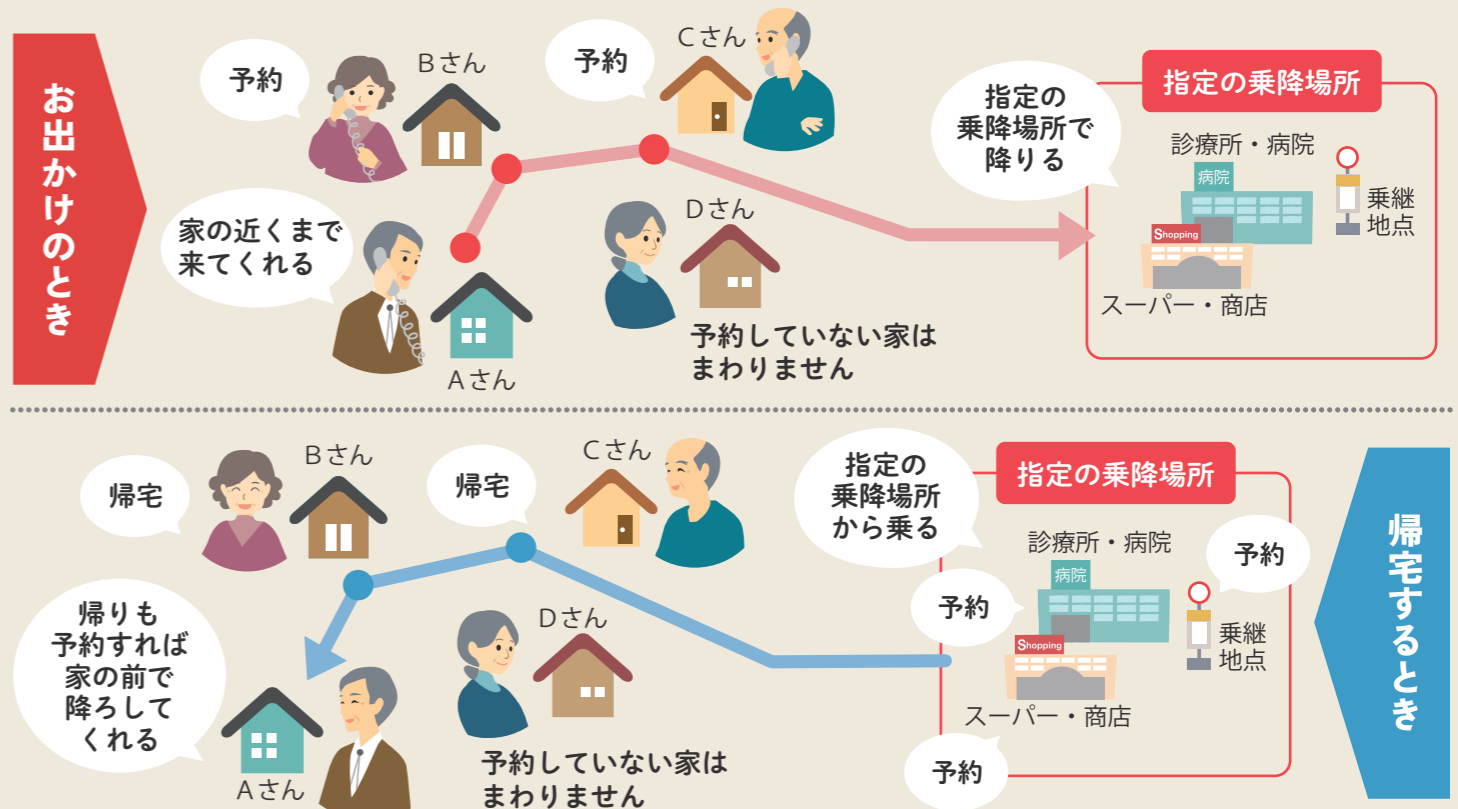 お出かけのとき
予約
Bさん
予約
Cさん
家の近くまで
来てくれる
Aさん
Dさん
予約していない家は
まわりません
指定の
乗降場所で
降りる
指定の乗降場所
診療所・病院
病院
乗継
地点
Shopping
スーパー・商店
帰宅するとき
指定の乗降場所
指定の
乗降場所
から乗る
診療所・病院
病院
予約
予約
乗継
地点
Shopping
スーパー・商店
予約
Cさん
帰宅
Bさん
帰宅
Dさん
予約していない家は
まわりません
帰りも
予約すれば
家の前で
降ろして
くれる
Aさん